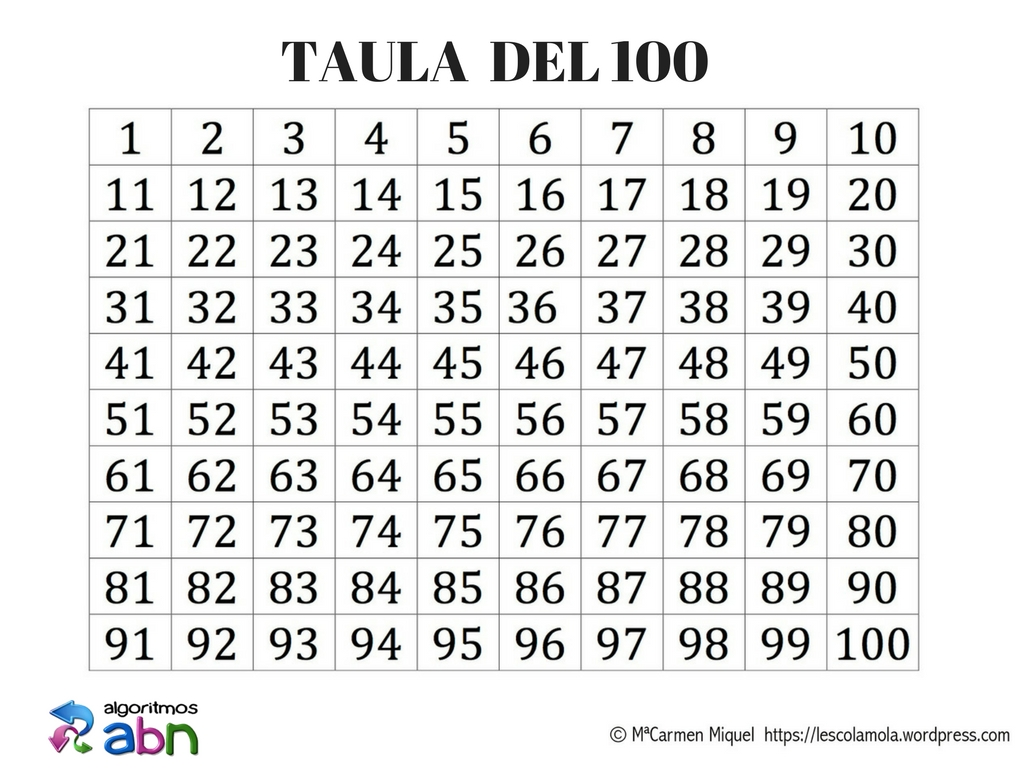 TAULA DEL 100
1 2 3 4 5 6 7 8 9 10
11 12 13 14 15 16 17 18 19 20
21 22 23 24 25 26 27 28 29 30
31 32 33 34 35 36 37 38 39 40
41 42 43 44 45 46 47 48 49 50
51 52 53 54 55 56 57 58 59 60
61 62 63 64 65 66 67 68 69 70
71 72 73 74 75 76 77 78 79 80
81 82 83 84 85 86 87 88 89 90
91 92 93 94 95 96 97 98 99 100
algoritmos
abn
© MªCarmen Miquel https://lescolamola.wordpress.com